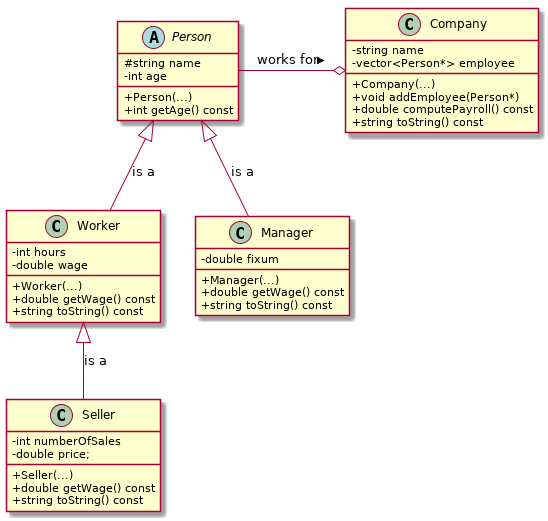 A Person
#string name
-int age
+Person(...)
+int getAge() const
works for▶
C Company
-string name
-vector<Person*> employee
+Company(...)
+void addEmployee(Person*)
+double computePayroll() const
+string toString() const
is a
is a
C Worker
-int hours
-double wage
+Worker(...)
+double getWage() const
+string toString() const
C Manager
-double fixum
+Manager(...)
+double getWage() const
+string toString() const
is a
C Seller
-int numberOfSales
-double price;
+Seller(...)
+double getWage() const
+string toString() const